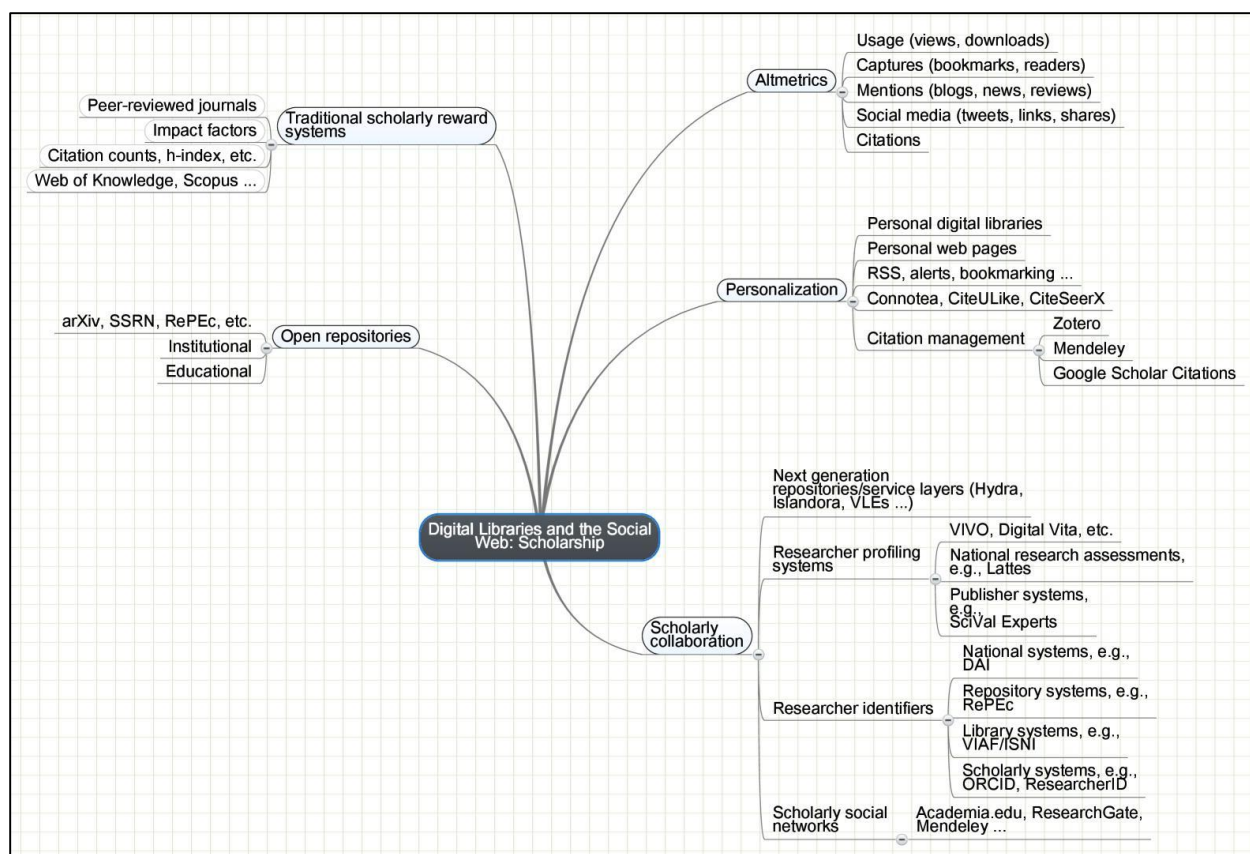 Usage (views, downloads)
Captures (bookmarks, readers)
Mentions (blogs, news, reviews)
Social media (tweets, links, shares)
Citations
Altmetrics
Peer-reviewed journals
Impact factors
Citation counts, h-index, etc.
Web of Knowledge, Scopus ...
Traditional scholarly reward
systems
Personal digital libraries
Personal web pages
RSS, alerts, bookmarking ...
Connotea, CiteULike, CiteSeerX
Citation management
Zotero
Mendeley
Google Scholar Citations
Personalization
arXiv, SSRN, RePEc, etc.
Institutional
Educational
Open repositories
Digital Libraries and the Social
Web: Scholarship
Scholarly
collaboration
Next generation
repositories/service layers (Hydra,
Islandora, VLEs ...)
Researcher profiling
systems
VIVO, Digital Vita, etc.
National research assessments,
e.g., Lattes
Publisher systems,
e.g.,
SciVal Experts
Researcher identifiers
National systems, e.g.,
DAI
Repository systems, e.g.,
RePEc
Library systems, e.g.,
VIAF/ISNI
Scholarly systems, e.g.,
ORCID, ResearcherID
Scholarly social
networks
Academia.edu, ResearchGate,
Mendeley ...